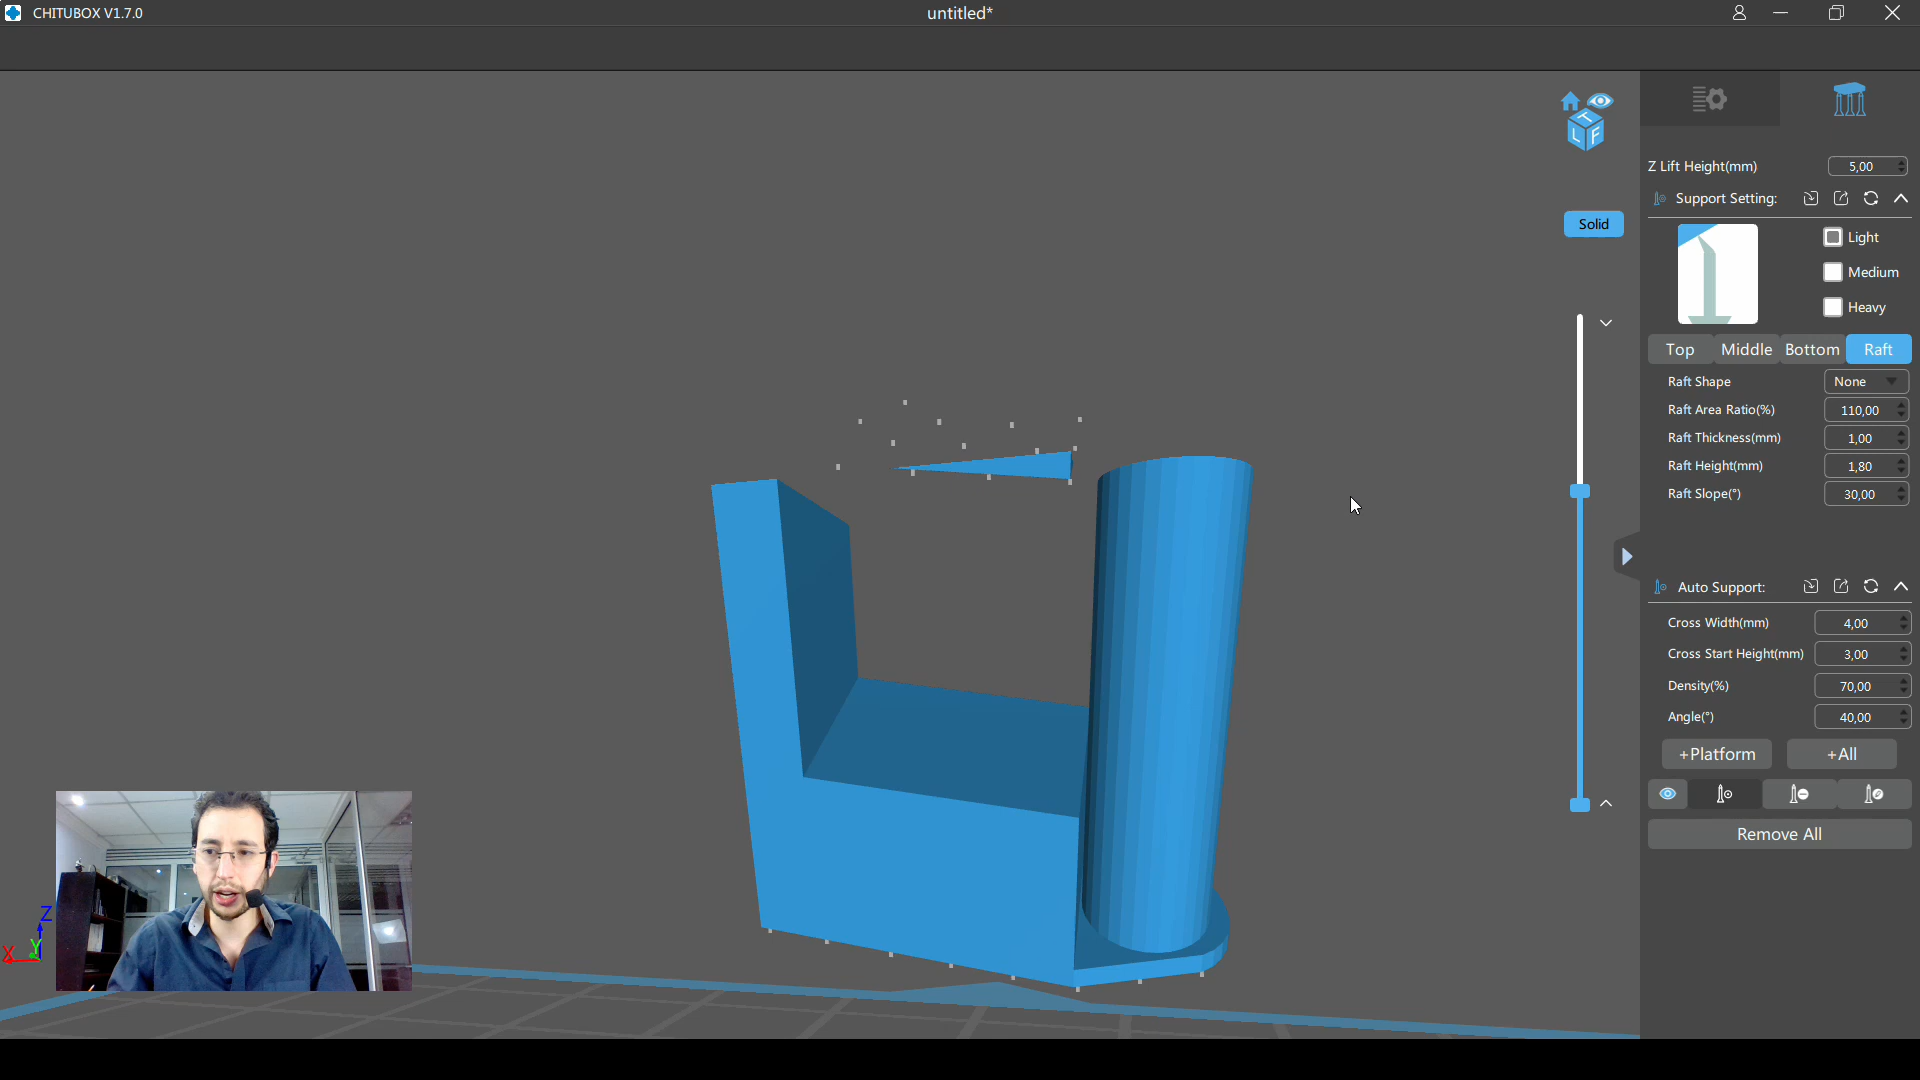 CHITUBOX V1.7.0
untitled*
T
L F
Solid
Z Lift Height(mm) 5,00
Support Setting:
Light
Medium
Heavy
Top Middle Bottom Raft
Raft Shape None
Raft Area Ratio(%) 110,00
Raft Thickness(mm) 1,00
Raft Height(mm) 1,80
Raft Slope(°) 30,00
Auto Support:
Cross Width(mm) 4,00
Cross Start Height(mm) 3,00
Density(%) 70,00
Angle(°) 40,00
+Platform +All
Remove All
Z
X Y